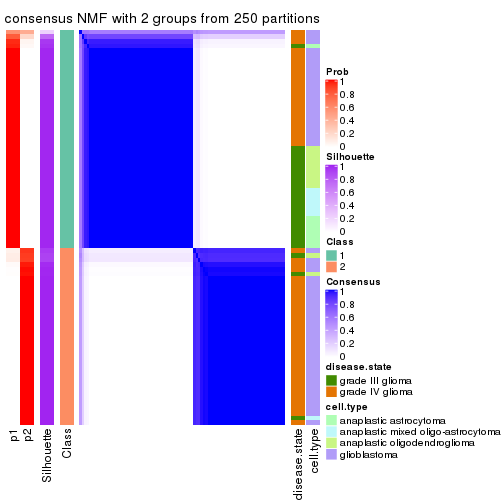 consensus NMF with 2 groups from 250 partitions
Prob
1
0.8
0.6
0.4
0.2
0
Silhouette
1
0.8
0.6
0.4
0.2
0
Class
1
2
Consensus
1
0.8
0.6
0.4
0.2
0
disease.state
grade III glioma
grade IV glioma
cell.type
anaplastic astrocytoma
anaplastic mixed oligo-astrocytoma
anaplastic oligodendroglioma
glioblastoma
p1
p2
Silhouette
Class
disease.state
cell.type